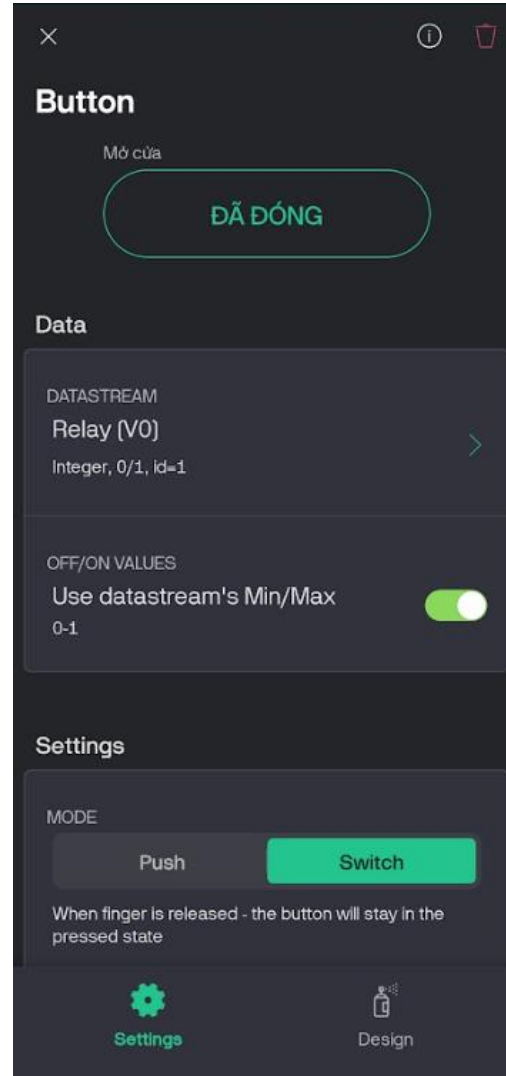 Button
Mở cửa
ĐÃ ĐÓNG
Data
DATASTREAM
Relay (V0)
Integer, 0/1, id=1
OFF/ON VALUES
Use datastream's Min/Max
0-1
Settings
MODE
Push Switch
When finger is released - the button will stay in the
pressed state
Settings Design